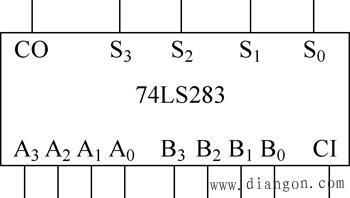 CO S₃ S₂ S₁ S₀
74LS283
A₃ A₂ A₁ A₀ B₃ B₂ B₁ B₀ CI
www.diangon.com